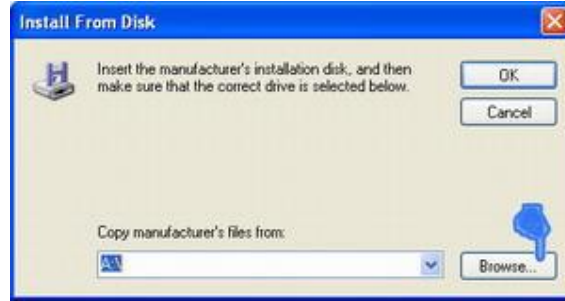 Install From Disk
Insert the manufacturer's installation disk, and then
make sure that the correct drive is selected below.
OK
Cancel
Copy manufacturer's files from:
A:\
Browse...